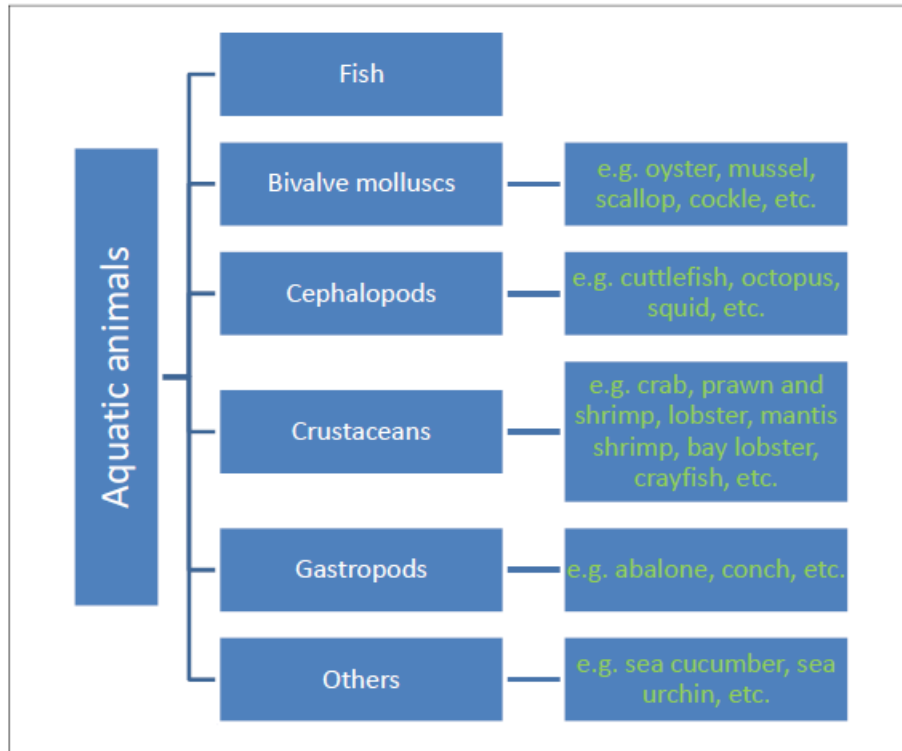 Aquatic animals
Fish
Bivalve molluscs
e.g. oyster, mussel,
scallop, cockle, etc.
Cephalopods
e.g. cuttlefish, octopus,
squid, etc.
Crustaceans
e.g. crab, prawn and
shrimp, lobster, mantis
shrimp, bay lobster,
crayfish, etc.
Gastropods
e.g. abalone, conch, etc.
Others
e.g. sea cucumber, sea
urchin, etc.